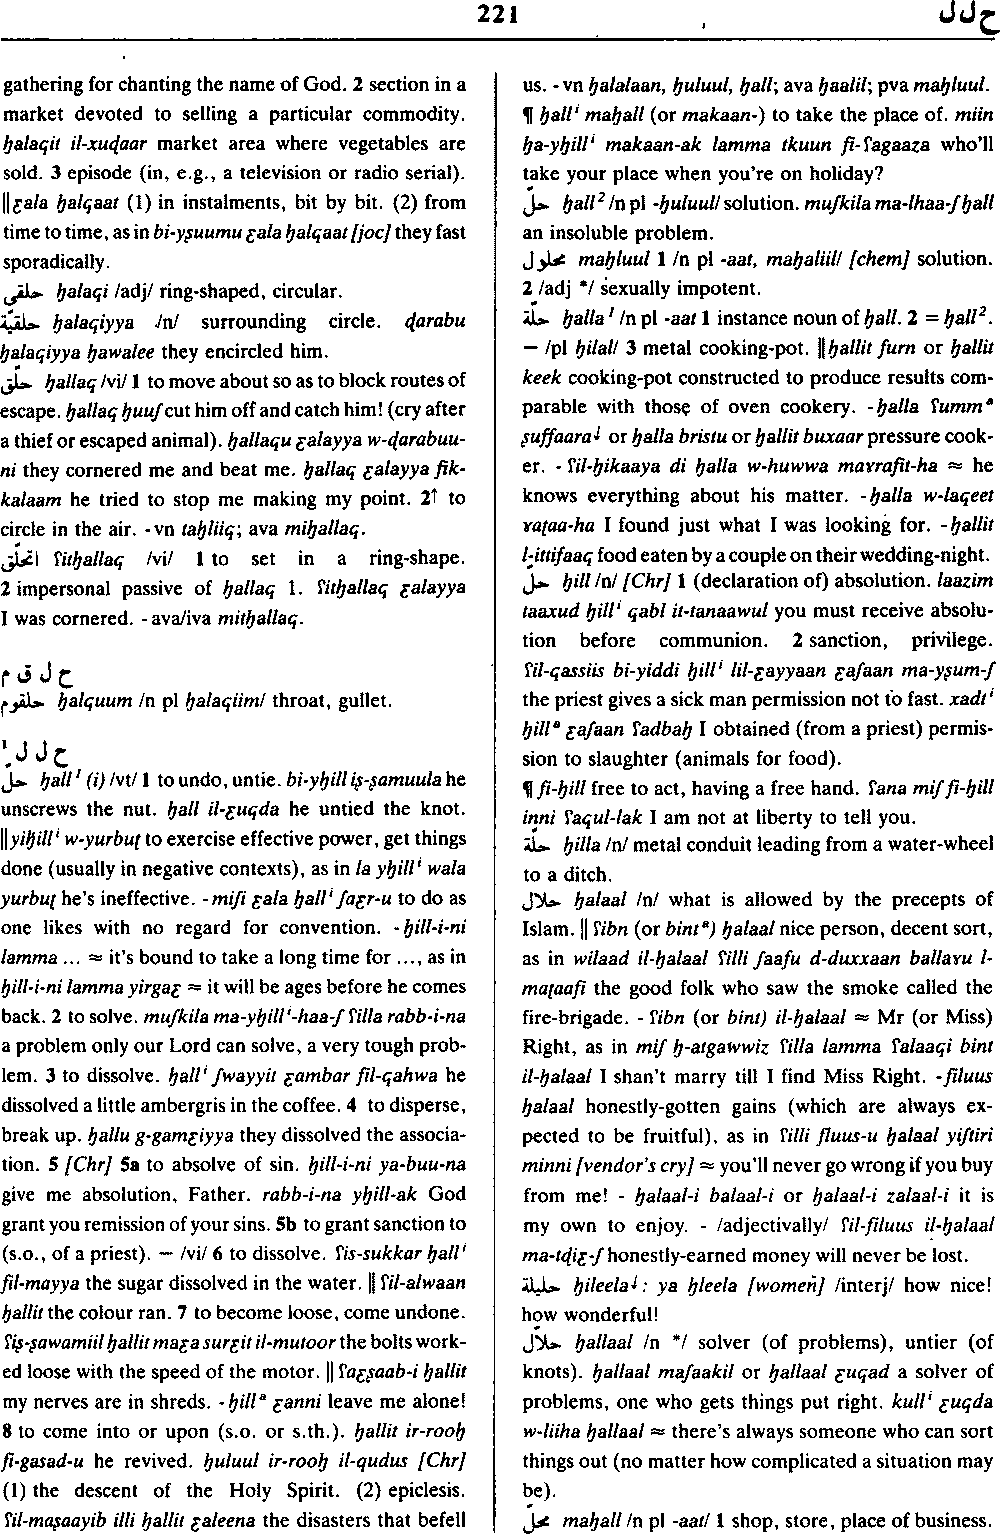 221
ح ل ل
gathering for chanting the name of God. 2 section in a
market devoted to selling a particular commodity.
ḥalaqit il-xuḍaar market area where vegetables are
sold. 3 episode (in, e.g., a television or radio serial).
‖ʕala ḥalqaat (1) in instalments, bit by bit. (2) from
time to time, as in bi-yṣuumu ʕala ḥalqaat [joc] they fast
sporadically.
حلقى ḥalaqi /adj/ ring-shaped, circular.
حلقيّة ḥalaqiyya /n/ surrounding circle. ḍarabu
ḥalaqiyya ḥawalee they encircled him.
حلّق ḥallaq /vi/ 1 to move about so as to block routes of
escape. ḥallaq ḥuuʃ cut him off and catch him! (cry after
a thief or escaped animal). ḥallaqu ʕalayya w-ḍarabuu-
ni they cornered me and beat me. ḥallaq ʕalayya fik-
kalaam he tried to stop me making my point. 2↑ to
circle in the air. -vn taḥliiq; ava miḥallaq.
اتحلّق ʔitḥallaq /vi/ 1 to set in a ring-shape.
2 impersonal passive of ḥallaq 1. ʔitḥallaq ʕalayya
I was cornered. -ava/iva mitḥallaq.
ح ل ق م
حلقوم ḥalquum /n pl ḥalaqiim/ throat, gullet.
ح ل ل ¹
حلّ ḥall¹ (i) /vt/ 1 to undo, untie. bi-yḥill iṣ-ṣamuula he
unscrews the nut. ḥall il-ʕuqda he untied the knot.
‖yiḥillⁱ w-yurbuṭ to exercise effective power, get things
done (usually in negative contexts), as in la yḥillⁱ wala
yurbuṭ he's ineffective. -miʃi ʕala ḥallⁱ ʃaʕr-u to do as
one likes with no regard for convention. -ḥill-i-ni
lamma ... ≈ it's bound to take a long time for ..., as in
ḥill-i-ni lamma yirgaʕ ≈ it will be ages before he comes
back. 2 to solve. muʃkila ma-yḥillⁱ-haa-ʃ ʔilla rabb-i-na
a problem only our Lord can solve, a very tough prob-
lem. 3 to dissolve. ḥallⁱ ʃwayyit ʕambar fil-qahwa he
dissolved a little ambergris in the coffee. 4 to disperse,
break up. ḥallu g-gamʕiyya they dissolved the associa-
tion. 5 [Chr] 5a to absolve of sin. ḥill-i-ni ya-buu-na
give me absolution, Father. rabb-i-na yḥill-ak God
grant you remission of your sins. 5b to grant sanction to
(s.o., of a priest). — /vi/ 6 to dissolve. ʔis-sukkar ḥallⁱ
fil-mayya the sugar dissolved in the water. ‖ ʔil-alwaan
ḥallit the colour ran. 7 to become loose, come undone.
ʔiṣ-ṣawamiil ḥallit maʕa surʕit il-mutoor the bolts work-
ed loose with the speed of the motor. ‖ ʔaʕṣaab-i ḥallit
my nerves are in shreds. -ḥillᵃ ʕanni leave me alone!
8 to come into or upon (s.o. or s.th.). ḥallit ir-rooḥ
fi-gasad-u he revived. ḥuluul ir-rooḥ il-qudus [Chr]
(1) the descent of the Holy Spirit. (2) epiclesis.
ʔil-maṣaayib illi ḥallit ʕaleena the disasters that befell
us. -vn ḥalalaan, ḥuluul, ḥall; ava ḥaalil; pva maḥluul.
¶ ḥallⁱ maḥall (or makaan-) to take the place of. miin
ḥa-yḥillⁱ makaan-ak lamma tkuun fi-ʔagaaza who'll
take your place when you're on holiday?
حلّ ḥall² /n pl -ḥuluul/ solution. muʃkila ma-lhaa-ʃ ḥall
an insoluble problem.
محلول maḥluul 1 /n pl -aat, maḥaliil/ [chem] solution.
2 /adj */ sexually impotent.
حلّة ḥalla¹ /n pl -aat 1 instance noun of ḥall. 2 = ḥall².
— /pl ḥilal/ 3 metal cooking-pot. ‖ḥallit furn or ḥallit
keek cooking-pot constructed to produce results com-
parable with those of oven cookery. -ḥalla ʔummᵃ
ṣuffaara↓ or ḥalla bristu or ḥallit buxaar pressure cook-
er. - ʔil-ḥikaaya di ḥalla w-huwwa mayrafit-ha ≈ he
knows everything about his matter. -ḥalla w-laqeet
ɣaṭaa-ha I found just what I was looking for. -ḥallit
l-ittifaaq food eaten by a couple on their wedding-night.
حلّ ḥill /n/ [Chr] 1 (declaration of) absolution. laazim
taaxud ḥillⁱ qabl it-tanaawul you must receive absolu-
tion before communion. 2 sanction, privilege.
ʔil-qassiis bi-yiddi ḥillⁱ lil-ʕayyaan ʕaʃaan ma-yṣum-ʃ
the priest gives a sick man permission not to fast. xadtⁱ
ḥillᵃ ʕaʃaan ʔadbaḥ I obtained (from a priest) permis-
sion to slaughter (animals for food).
¶ fi-ḥill free to act, having a free hand. ʔana miʃ fi-ḥill
inni ʔaqul-lak I am not at liberty to tell you.
حلّة ḥilla /n/ metal conduit leading from a water-wheel
to a ditch.
حلال ḥalaal /n/ what is allowed by the precepts of
Islam. ‖ ʔibn (or bintᵃ) ḥalaal nice person, decent sort,
as in wilaad il-ḥalaal ʔilli ʃaafu d-duxxaan ballaɣu l-
maṭaafi the good folk who saw the smoke called the
fire-brigade. - ʔibn (or bint) il-ḥalaal ≈ Mr (or Miss)
Right, as in miʃ ḥ-atgawwiz ʔilla lamma ʔalaaqi bint
il-ḥalaal I shan't marry till I find Miss Right. -filuus
ḥalaal honestly-gotten gains (which are always ex-
pected to be fruitful), as in ʔilli fluus-u ḥalaal yiʃtiri
minni [vendor's cry] ≈ you'll never go wrong if you buy
from me! - ḥalaal-i balaal-i or ḥalaal-i zalaal-i it is
my own to enjoy. - /adjectivally/ ʔil-filuus il-ḥalaal
ma-tḍiʕ-ʃ honestly-earned money will never be lost.
حليلة ḥileela↓: ya ḥleela [women] /interj/ how nice!
how wonderful!
حلاّل ḥallaal /n */ solver (of problems), untier (of
knots). ḥallaal maʃaakil or ḥallaal ʕuqad a solver of
problems, one who gets things put right. kullⁱ ʕuqda
w-liiha ḥallaal ≈ there's always someone who can sort
things out (no matter how complicated a situation may
be).
محلّ maḥall /n pl -aat/ 1 shop, store, place of business.